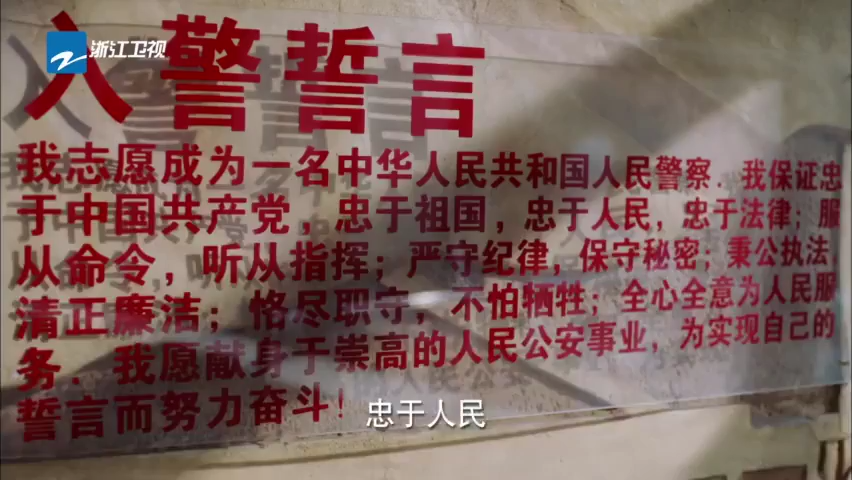 浙江卫视
入警誓言
我志愿成为一名中华人民共和国人民警察．我保证忠
于中国共产党，忠于祖国，忠于人民，忠于法律；服
从命令，听从指挥；严守纪律，保守秘密；秉公执法，
清正廉洁；恪尽职守，不怕牺牲；全心全意为人民服
务．我愿献身于崇高的人民公安事业，为实现自己的
誓言而努力奋斗！
忠于人民